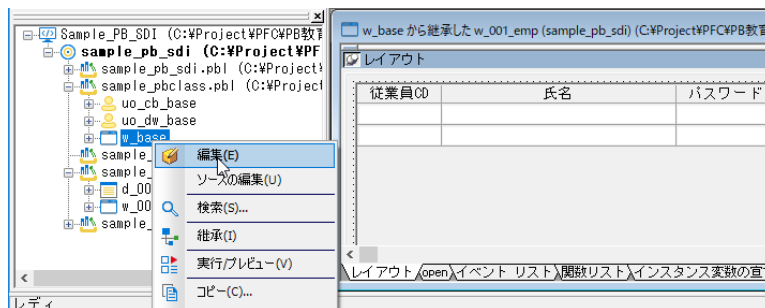 Sample_PB_SDI (C:¥Project¥PFC¥PB教育
sample_pb_sdi (C:¥Project¥PF
sample_pb_sdi.pbl (C:¥Project¥
sample_pbclass.pbl (C:¥Project
uo_cb_base
uo_dw_base
w_base
sample_
sample_
d_00
w_00
sample_
編集(E)
ソースの編集(U)
検索(S)...
継承(I)
実行/プレビュー(V)
コピー(C)...
レディ
w_base から継承した w_001_emp (sample_pb_sdi) (C:¥Project¥PFC¥PB教育
レイアウト
従業員CD 氏名 パスワード
レイアウト open イベント リスト 関数リスト インスタンス変数の宣